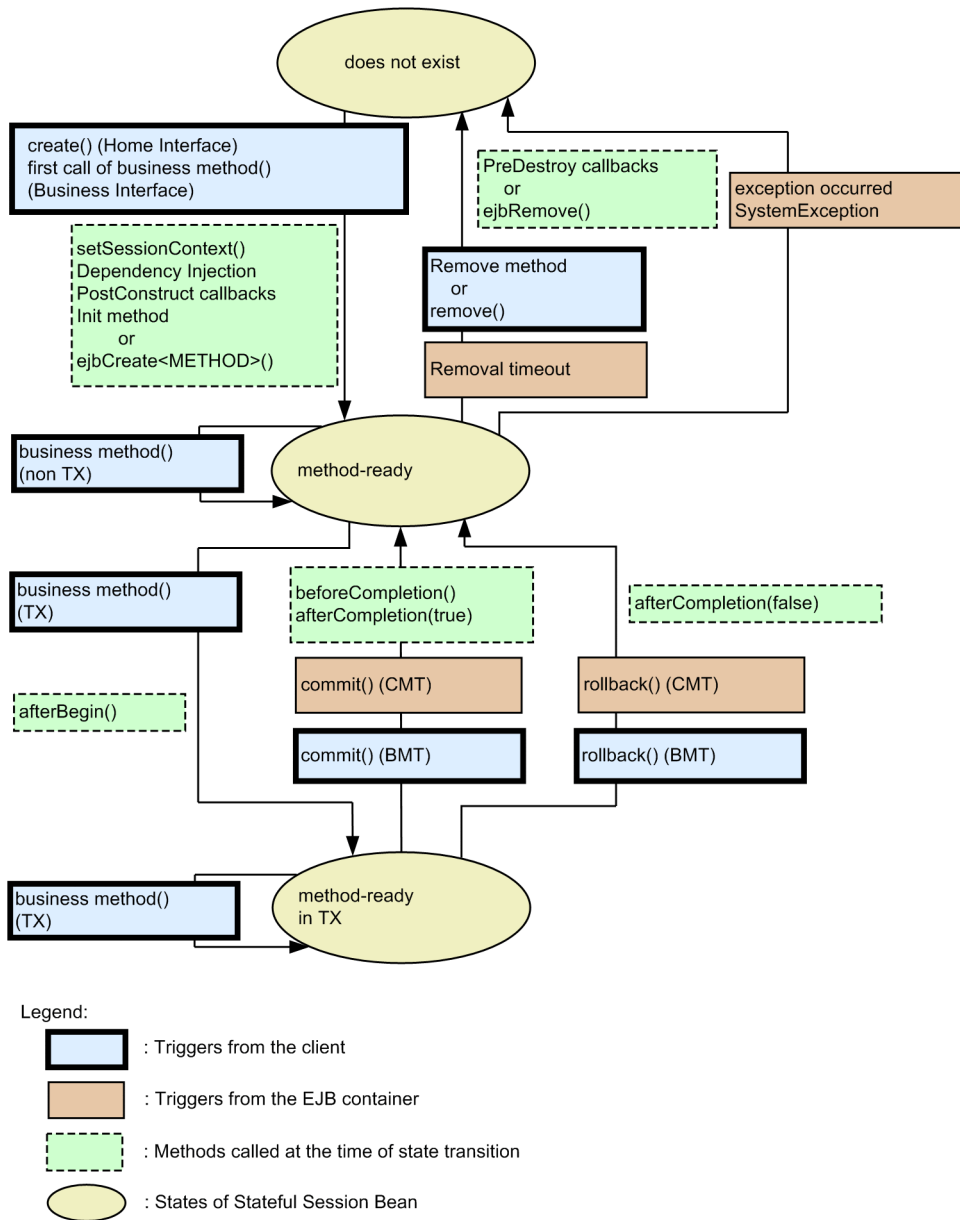 does not exist
create() (Home Interface)
first call of business method()
(Business Interface)
PreDestroy callbacks
or
ejbRemove()
exception occurred
SystemException
setSessionContext()
Dependency Injection
PostConstruct callbacks
Init method
or
ejbCreate<METHOD>()
Remove method
or
remove()
Removal timeout
business method()
(non TX)
method-ready
business method()
(TX)
beforeCompletion()
afterCompletion(true)
afterCompletion(false)
commit() (CMT)
rollback() (CMT)
afterBegin()
commit() (BMT)
rollback() (BMT)
business method()
(TX)
method-ready
in TX
Legend:
: Triggers from the client
: Triggers from the EJB container
: Methods called at the time of state transition
: States of Stateful Session Bean